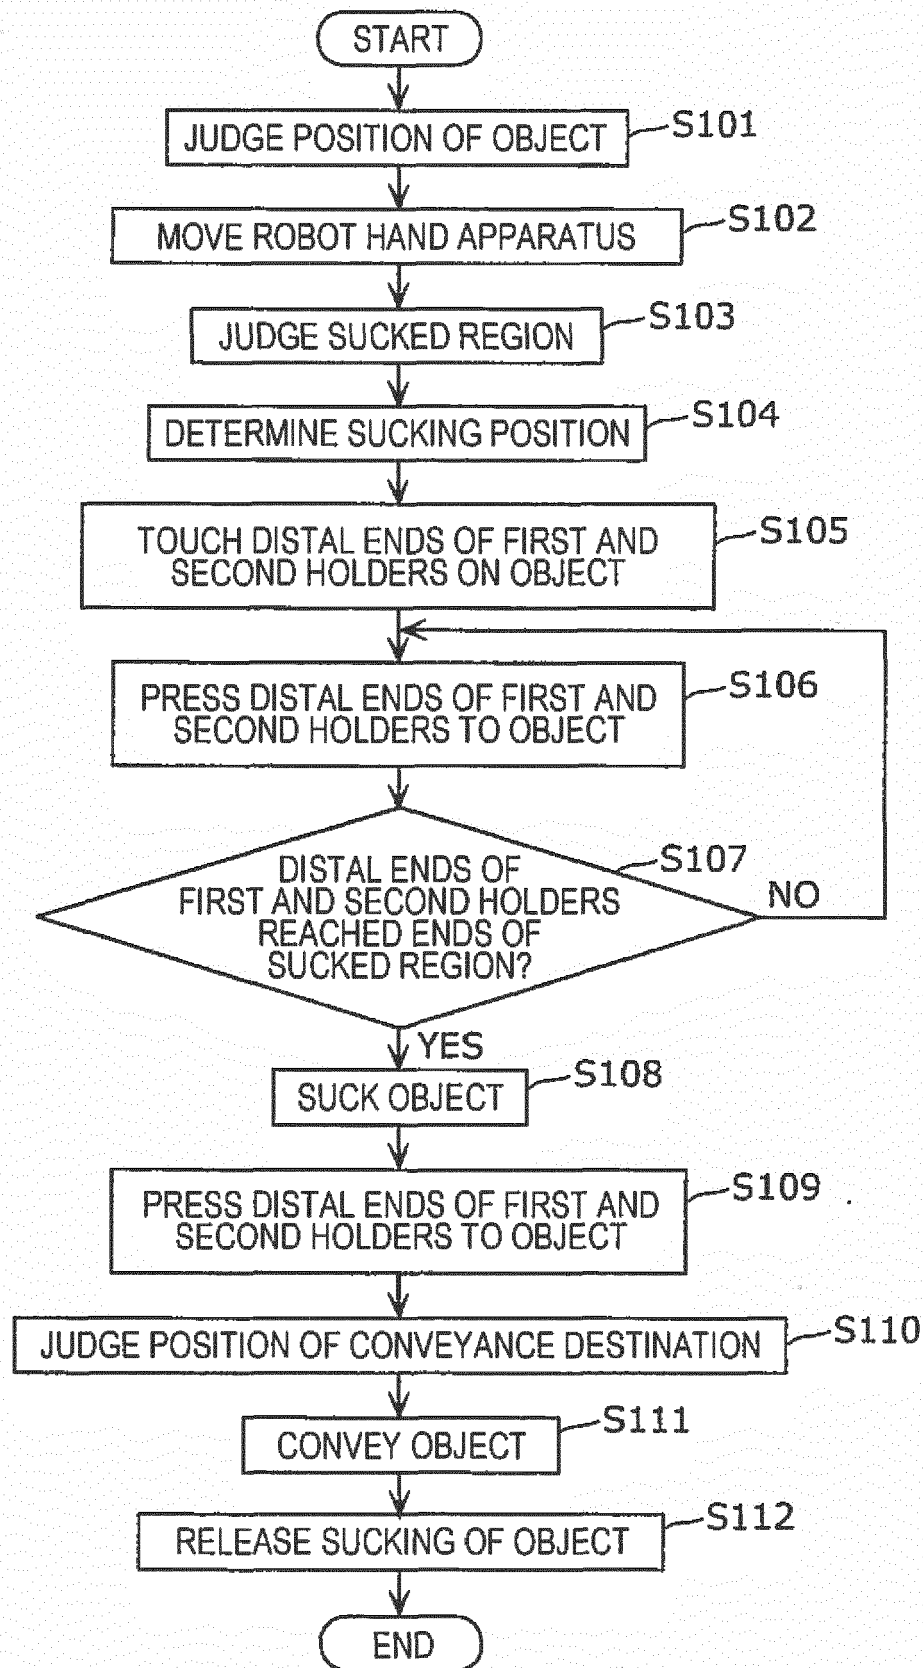 START
JUDGE POSITION OF OBJECT
S101
MOVE ROBOT HAND APPARATUS
S102
JUDGE SUCKED REGION
S103
DETERMINE SUCKING POSITION
S104
TOUCH DISTAL ENDS OF FIRST AND
SECOND HOLDERS ON OBJECT
S105
PRESS DISTAL ENDS OF FIRST AND
SECOND HOLDERS TO OBJECT
S106
DISTAL ENDS OF
FIRST AND SECOND HOLDERS
REACHED ENDS OF
SUCKED REGION?
S107
NO
YES
SUCK OBJECT
S108
PRESS DISTAL ENDS OF FIRST AND
SECOND HOLDERS TO OBJECT
S109
JUDGE POSITION OF CONVEYANCE DESTINATION
S110
CONVEY OBJECT
S111
RELEASE SUCKING OF OBJECT
S112
END